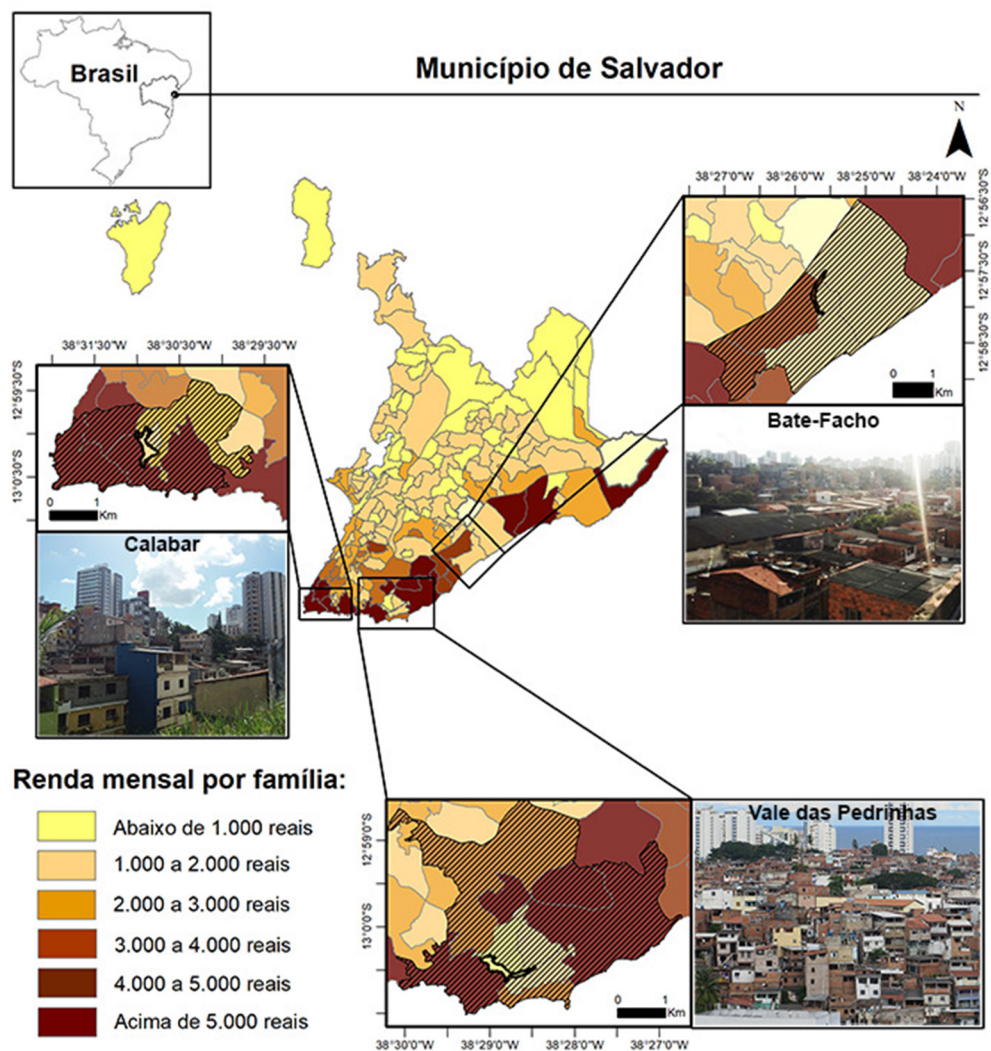 Brasil
Município de Salvador
N
38°27'0"W 38°26'0"W 38°25'0"W 38°24'0"W
12°56'30"S
12°57'30"S
12°58'30"S
0 1
Km
Bate-Facho
38°31'30"W 38°30'30"W 38°29'30"W
12°59'30"S
13°0'30"S
0 1
Km
Calabar
Renda mensal por família:
Abaixo de 1.000 reais
1.000 a 2.000 reais
2.000 a 3.000 reais
3.000 a 4.000 reais
4.000 a 5.000 reais
Acima de 5.000 reais
12°59'0"S
13°0'0"S
0 1
Km
38°30'0"W 38°29'0"W 38°28'0"W 38°27'0"W
Vale das Pedrinhas